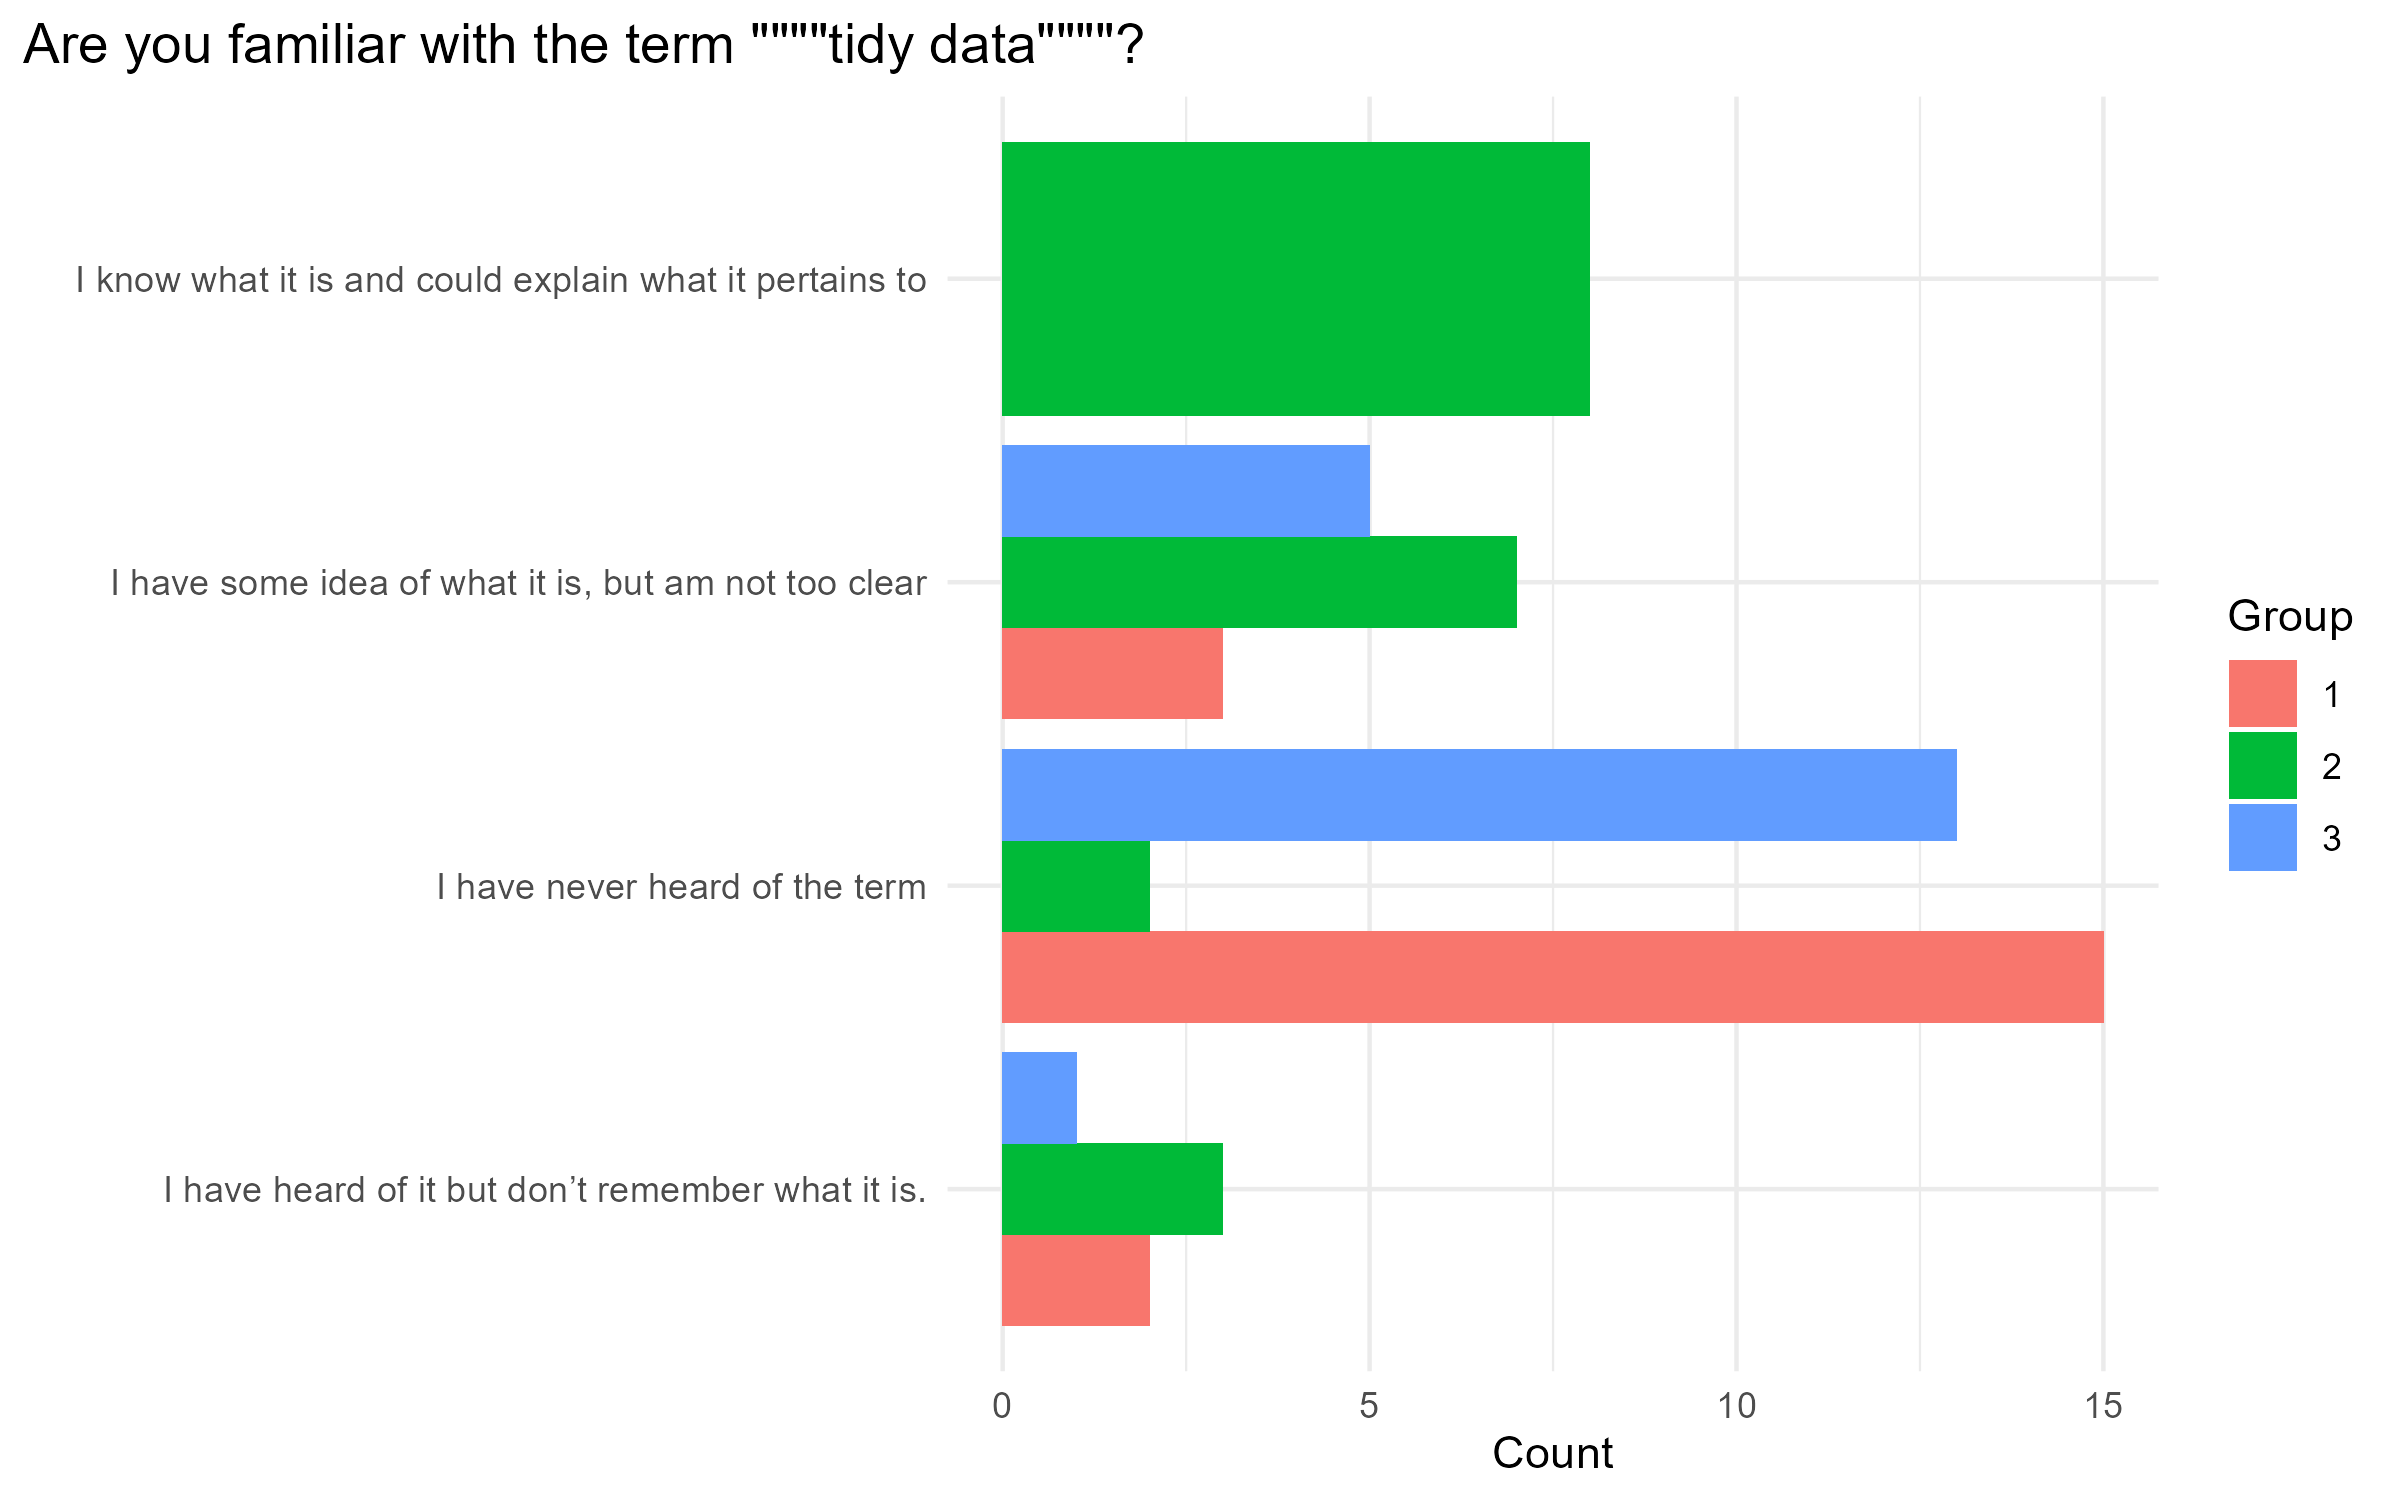 Are you familiar with the term """"tidy data""""?
I know what it is and could explain what it pertains to
I have some idea of what it is, but am not too clear
I have never heard of the term
I have heard of it but don’t remember what it is.
0 5 10 15
Count
Group
1
2
3